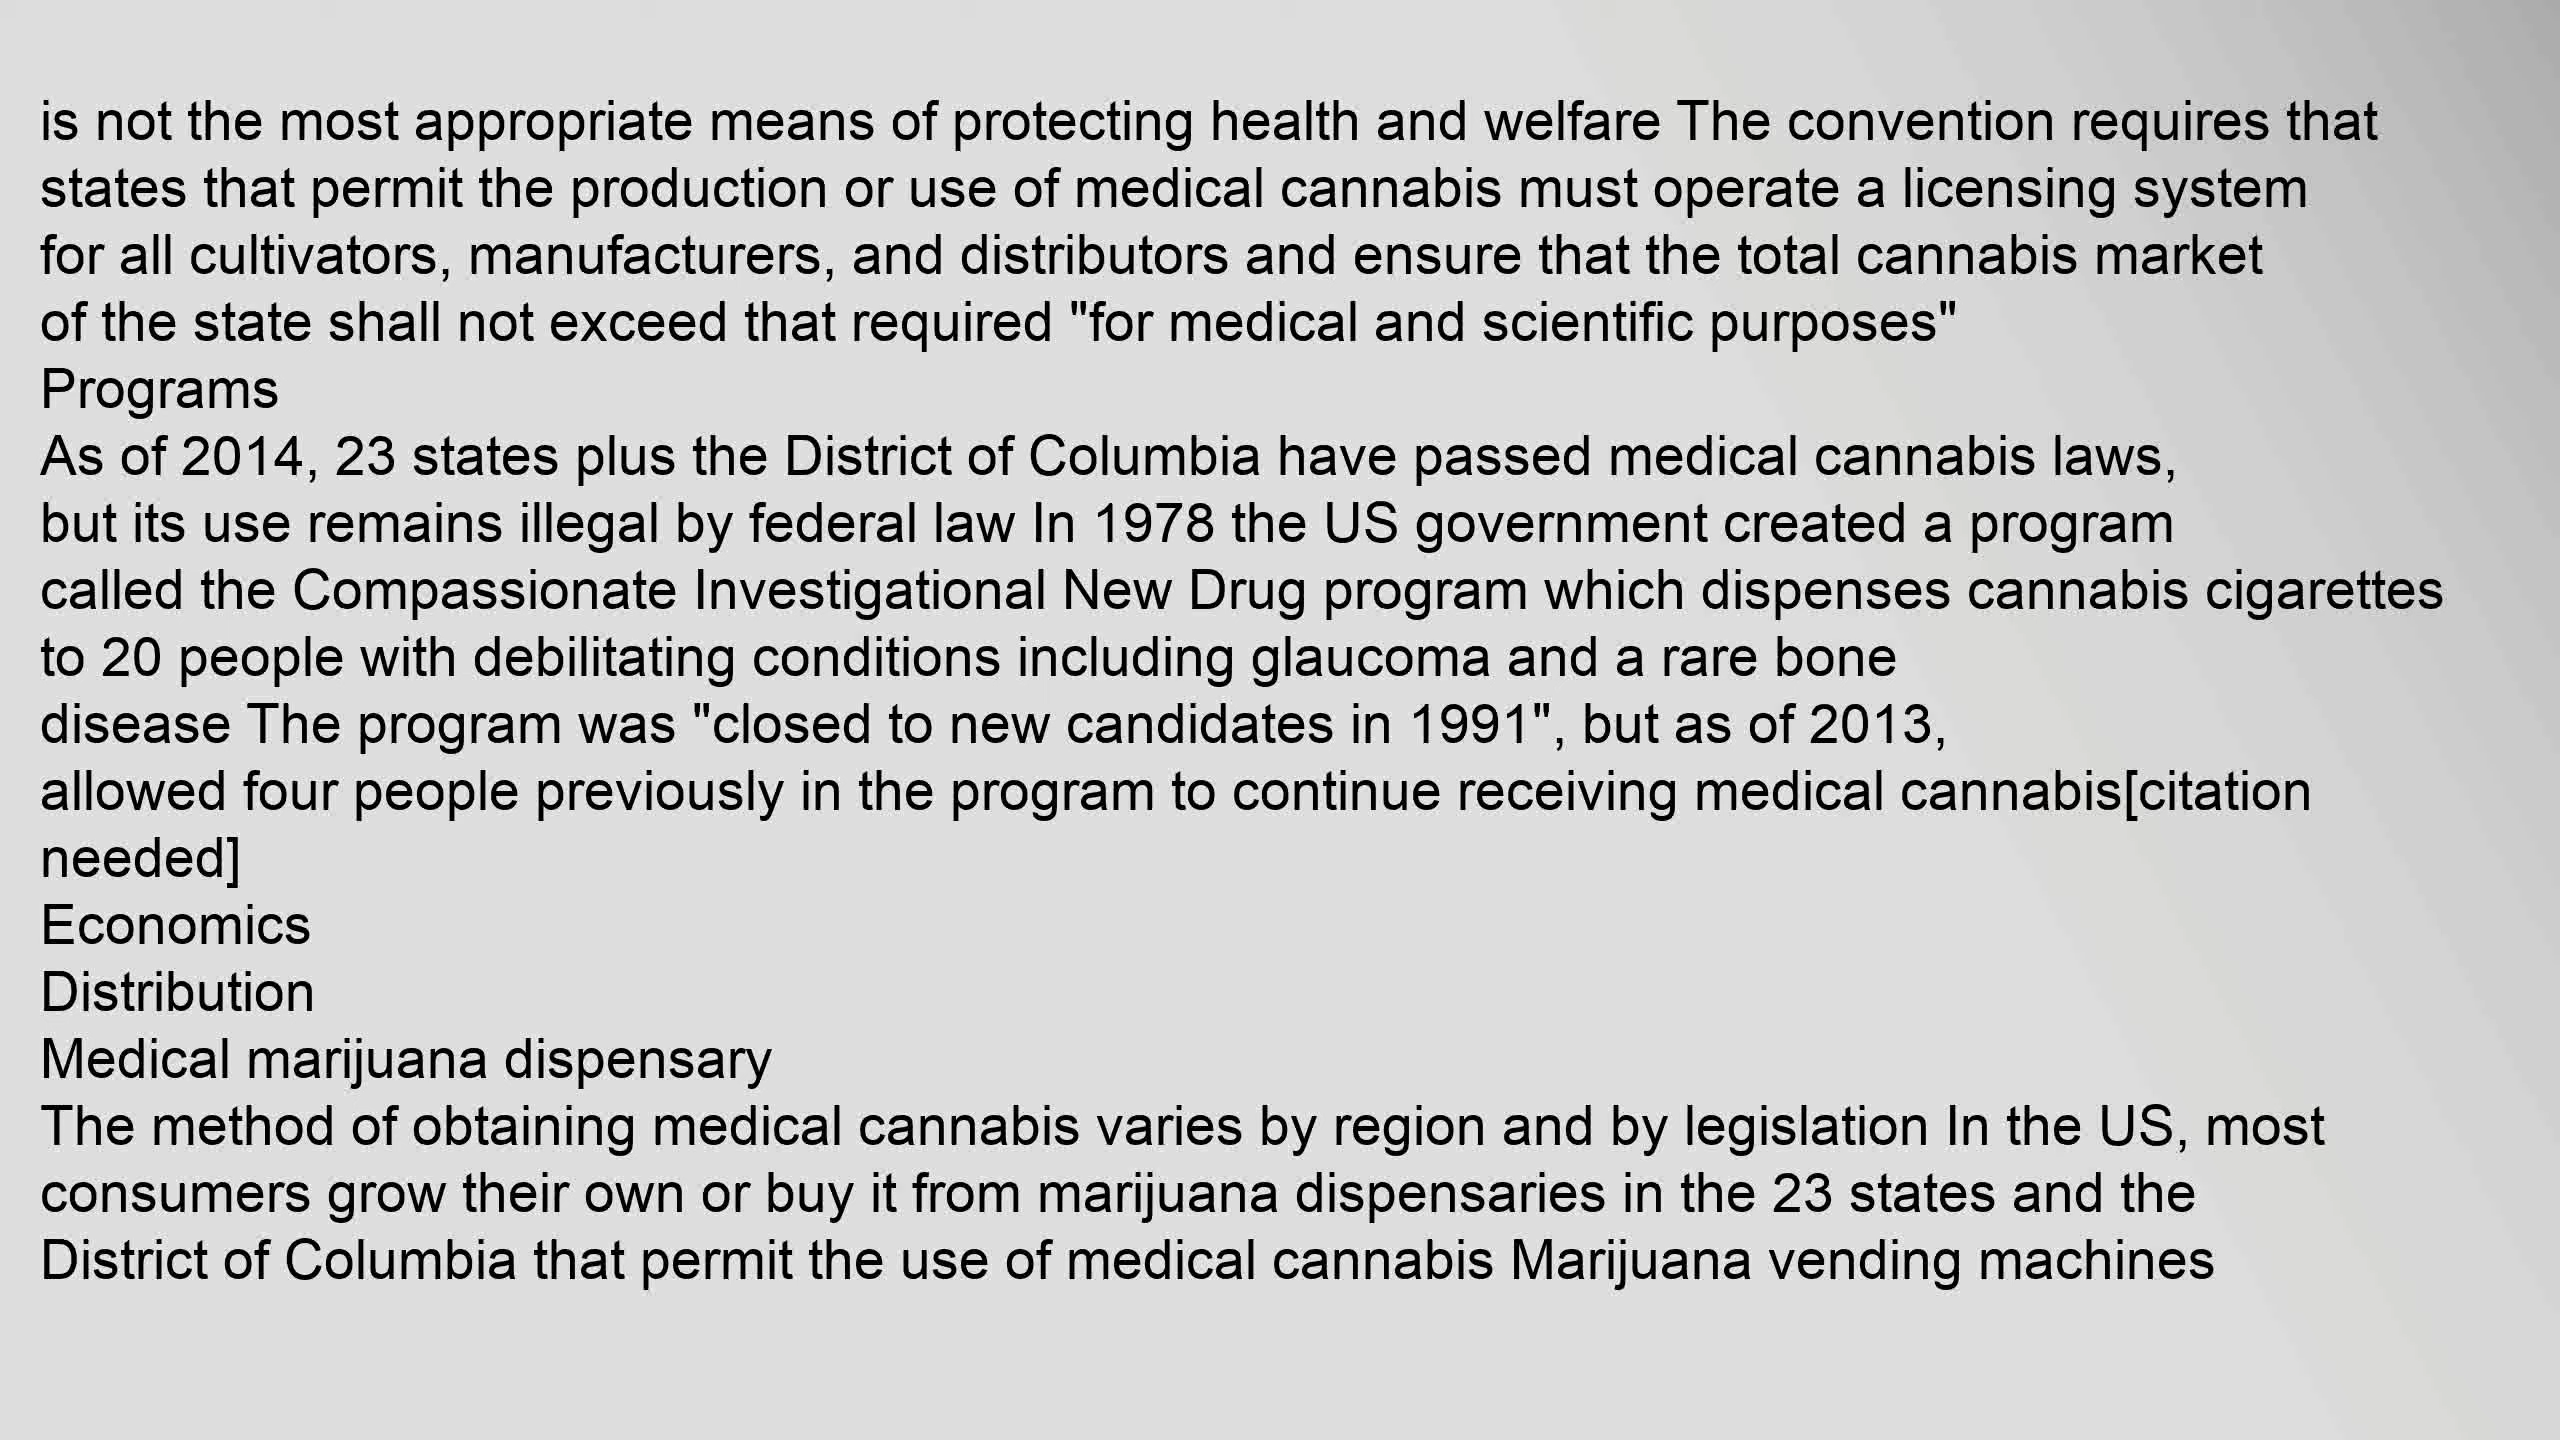 is not the most appropriate means of protecting health and welfare The convention requires that
states that permit the production or use of medical cannabis must operate a licensing system
for all cultivators, manufacturers, and distributors and ensure that the total cannabis market
of the state shall not exceed that required "for medical and scientific purposes"
Programs
As of 2014, 23 states plus the District of Columbia have passed medical cannabis laws,
but its use remains illegal by federal law In 1978 the US government created a program
called the Compassionate Investigational New Drug program which dispenses cannabis cigarettes
to 20 people with debilitating conditions including glaucoma and a rare bone
disease The program was "closed to new candidates in 1991", but as of 2013,
allowed four people previously in the program to continue receiving medical cannabis[citation
needed]
Economics
Distribution
Medical marijuana dispensary
The method of obtaining medical cannabis varies by region and by legislation In the US, most
consumers grow their own or buy it from marijuana dispensaries in the 23 states and the
District of Columbia that permit the use of medical cannabis Marijuana vending machines